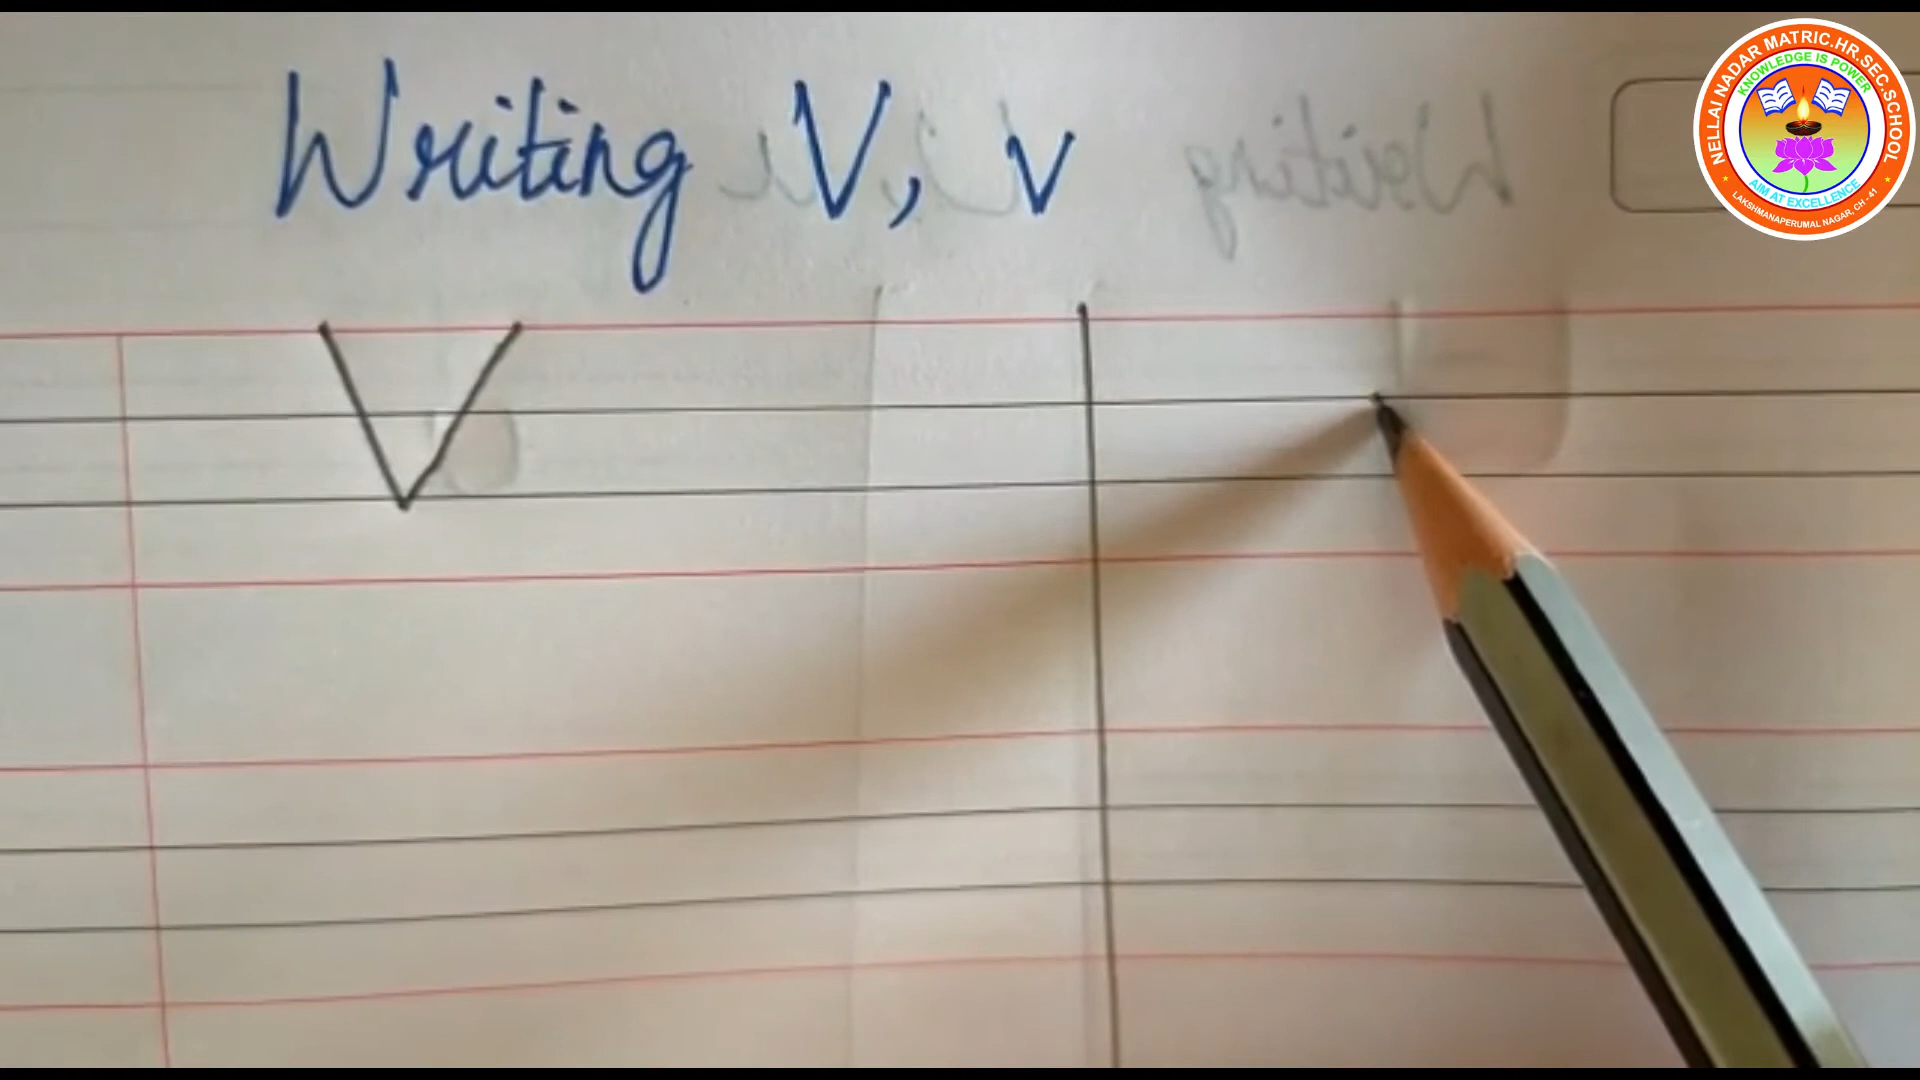 Writing V, v
V
NELLAI NADAR MATRIC.HR.SEC.SCHOOL
KNOWLEDGE IS POWER
AIM AT EXCELLENCE
LAKSHMANAPERUMAL NAGAR, CH - 41